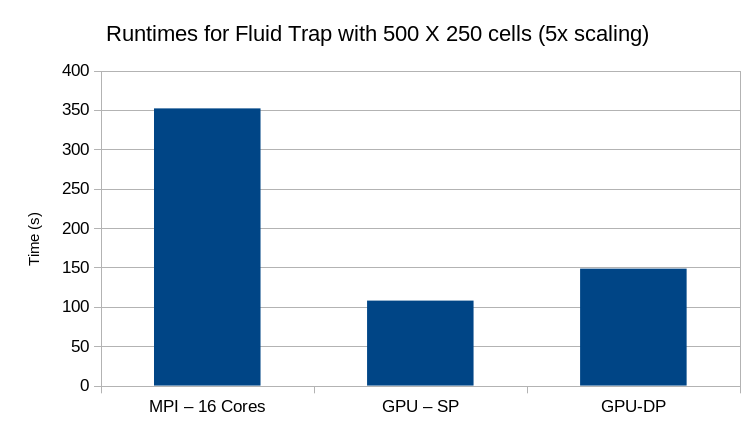 Runtimes for Fluid Trap with 500 X 250 cells (5x scaling)
400
350
300
250
200
150
100
50
0
Time (s)
MPI – 16 Cores
GPU – SP
GPU-DP